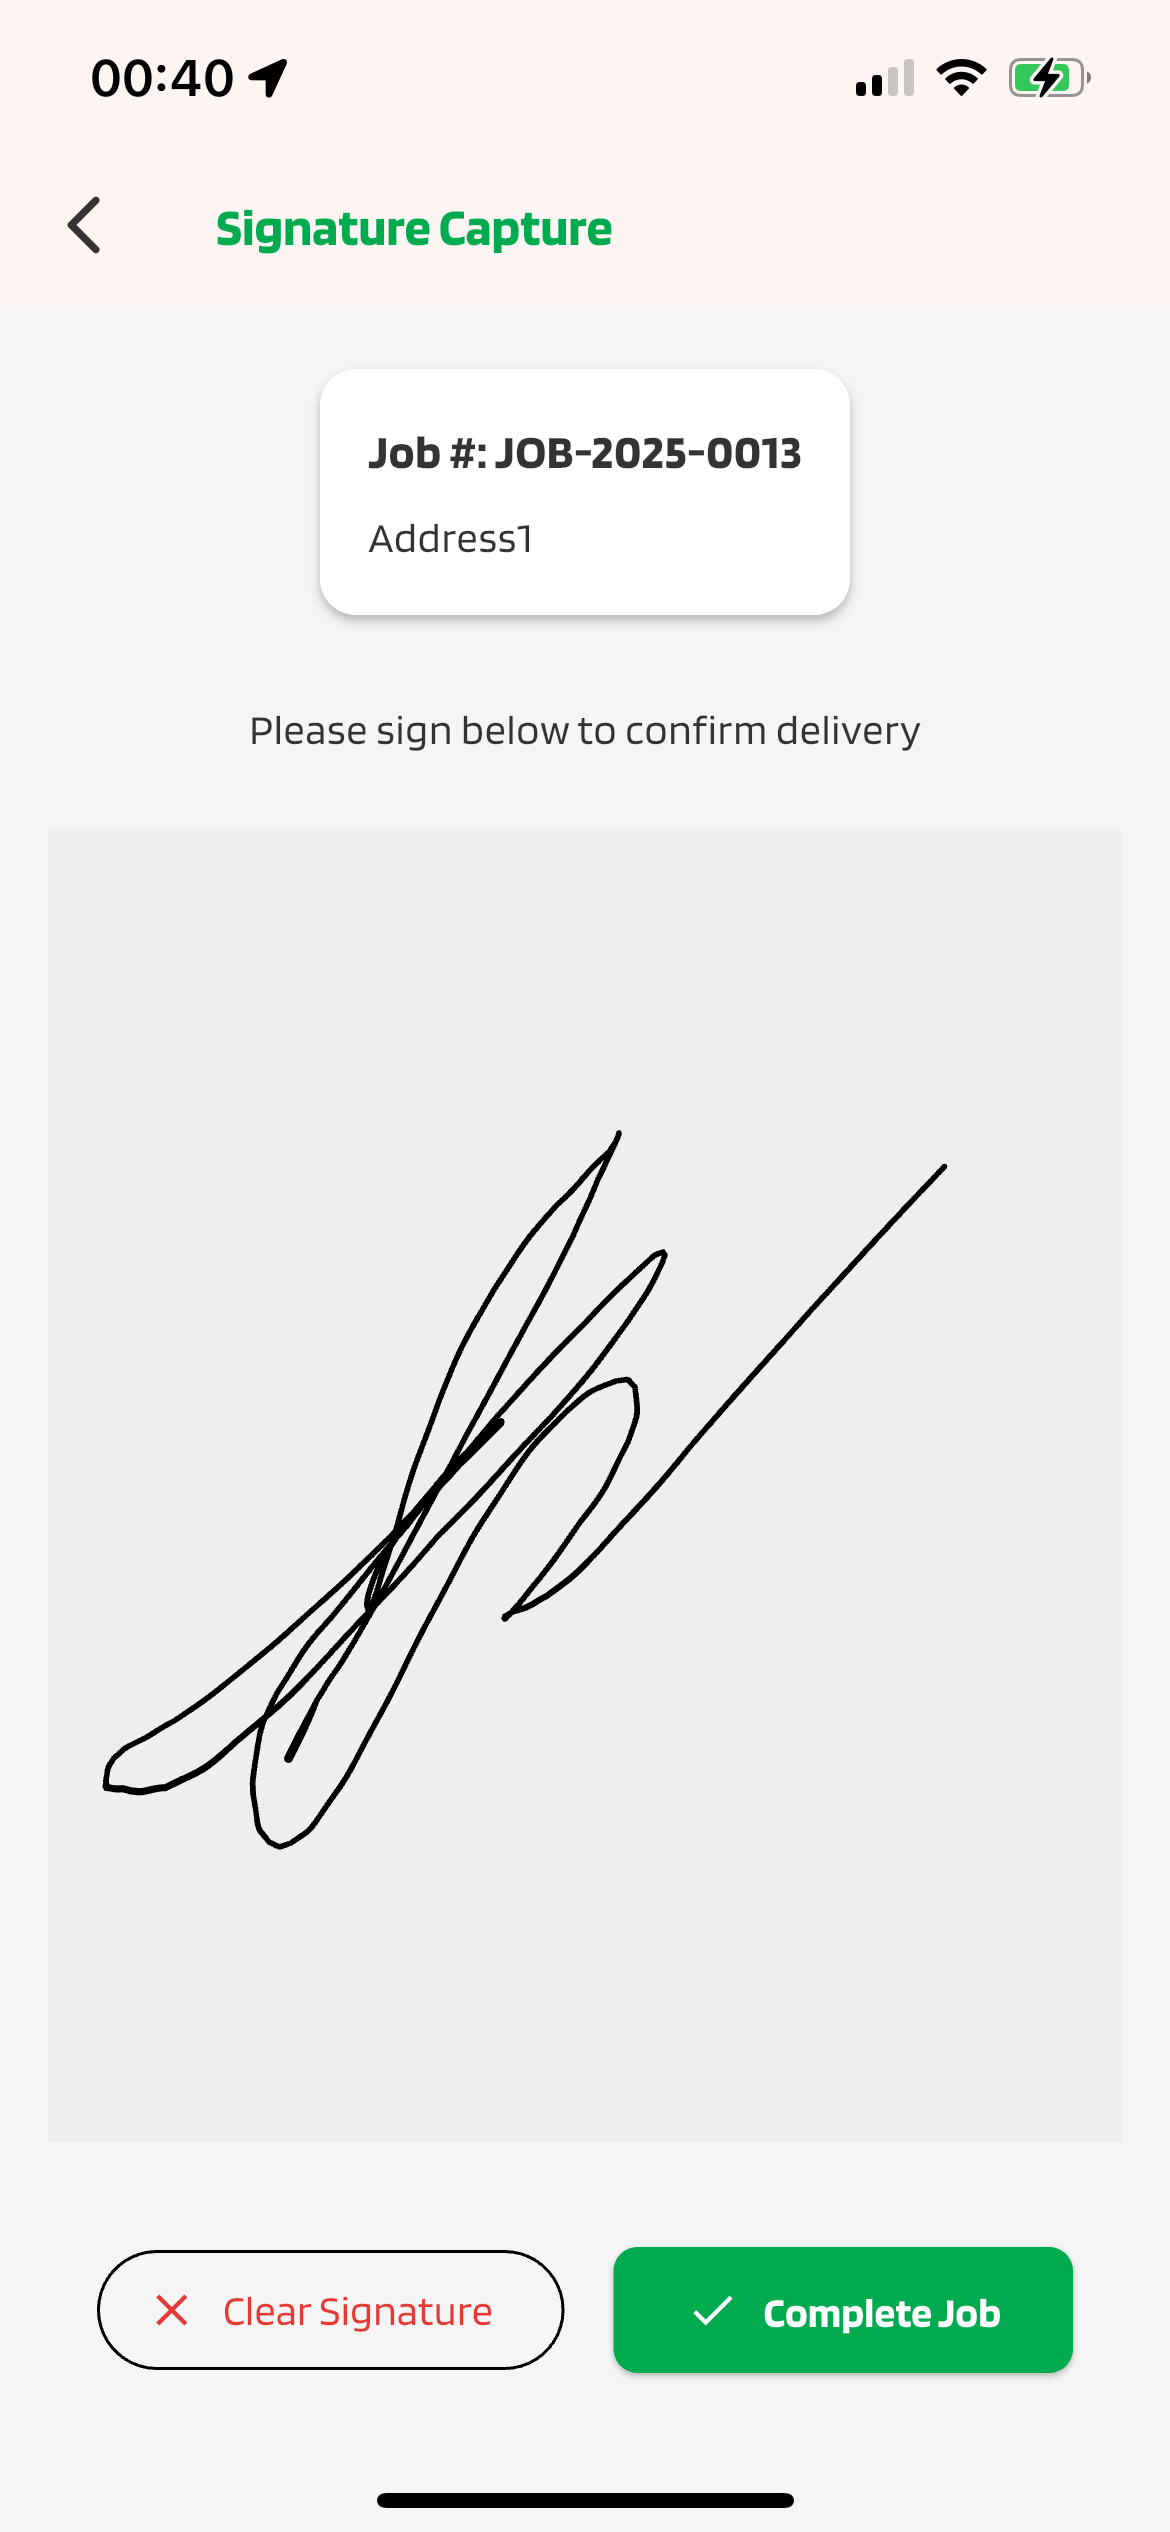 00:40
Signature Capture
Job #: JOB-2025-0013
Address1
Please sign below to confirm delivery
Clear Signature
Complete Job